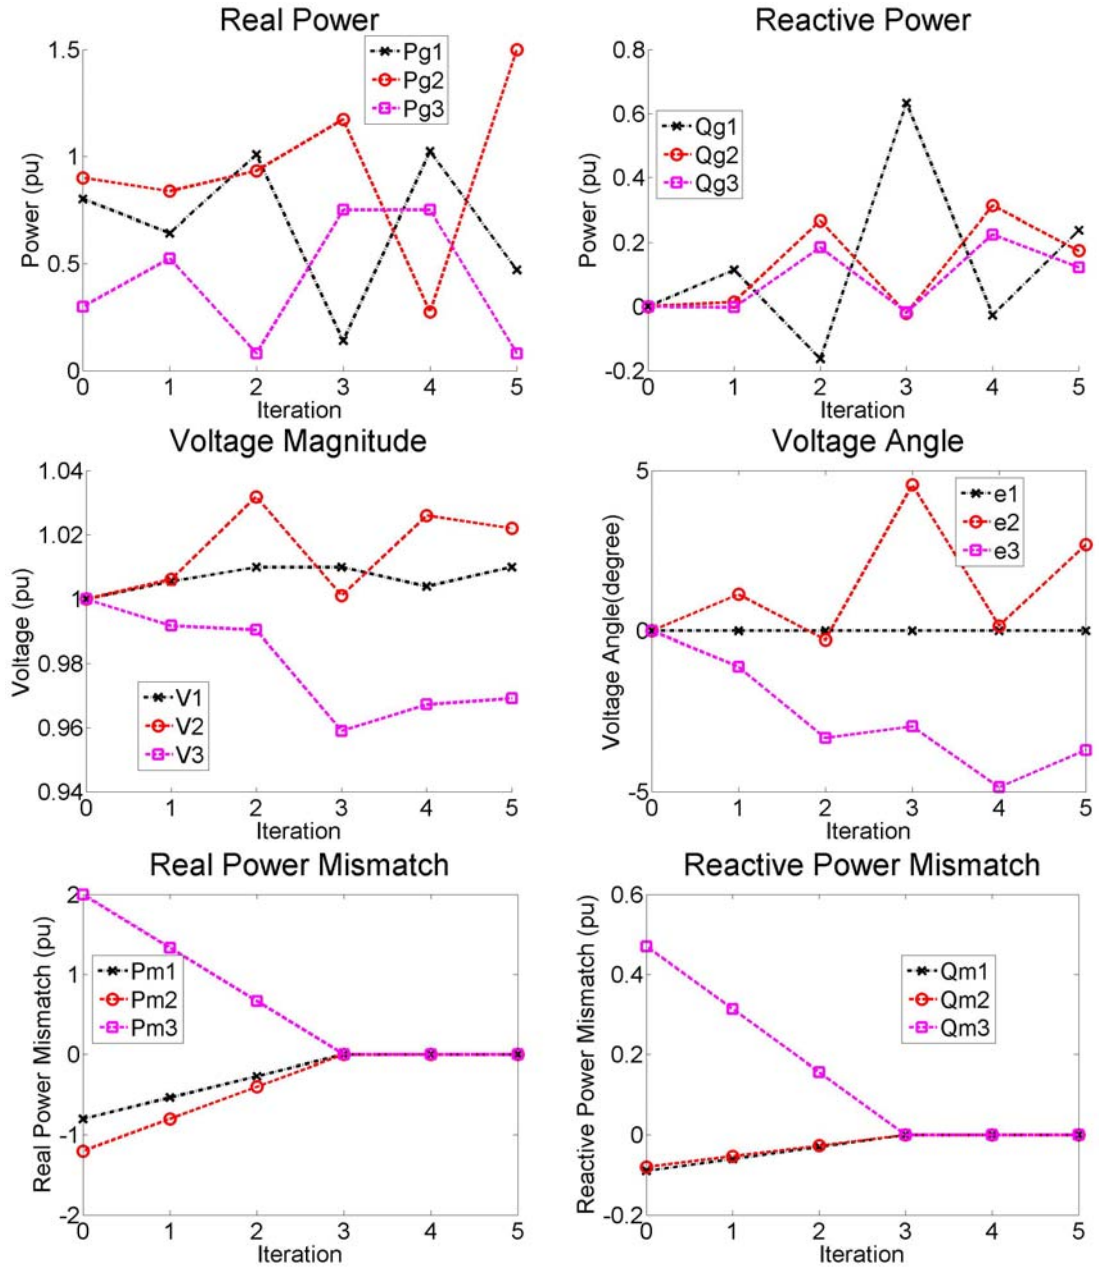 Real Power
Power (pu)
1.5
1
0.5
0
Pg1
Pg2
Pg3
0 1 2 3 4 5
Iteration
Reactive Power
Power (pu)
0.8
0.6
0.4
0.2
0
-0.2
Qg1
Qg2
Qg3
0 1 2 3 4 5
Iteration
Voltage Magnitude
Voltage (pu)
1.04
1.02
1
0.98
0.96
0.94
V1
V2
V3
0 1 2 3 4 5
Iteration
Voltage Angle
Voltage Angle(degree)
5
0
-5
e1
e2
e3
0 1 2 3 4 5
Iteration
Real Power Mismatch
Real Power Mismatch (pu)
2
1
0
-1
-2
Pm1
Pm2
Pm3
0 1 2 3 4 5
Iteration
Reactive Power Mismatch
Reactive Power Mismatch (pu)
0.6
0.4
0.2
0
-0.2
Qm1
Qm2
Qm3
0 1 2 3 4 5
Iteration